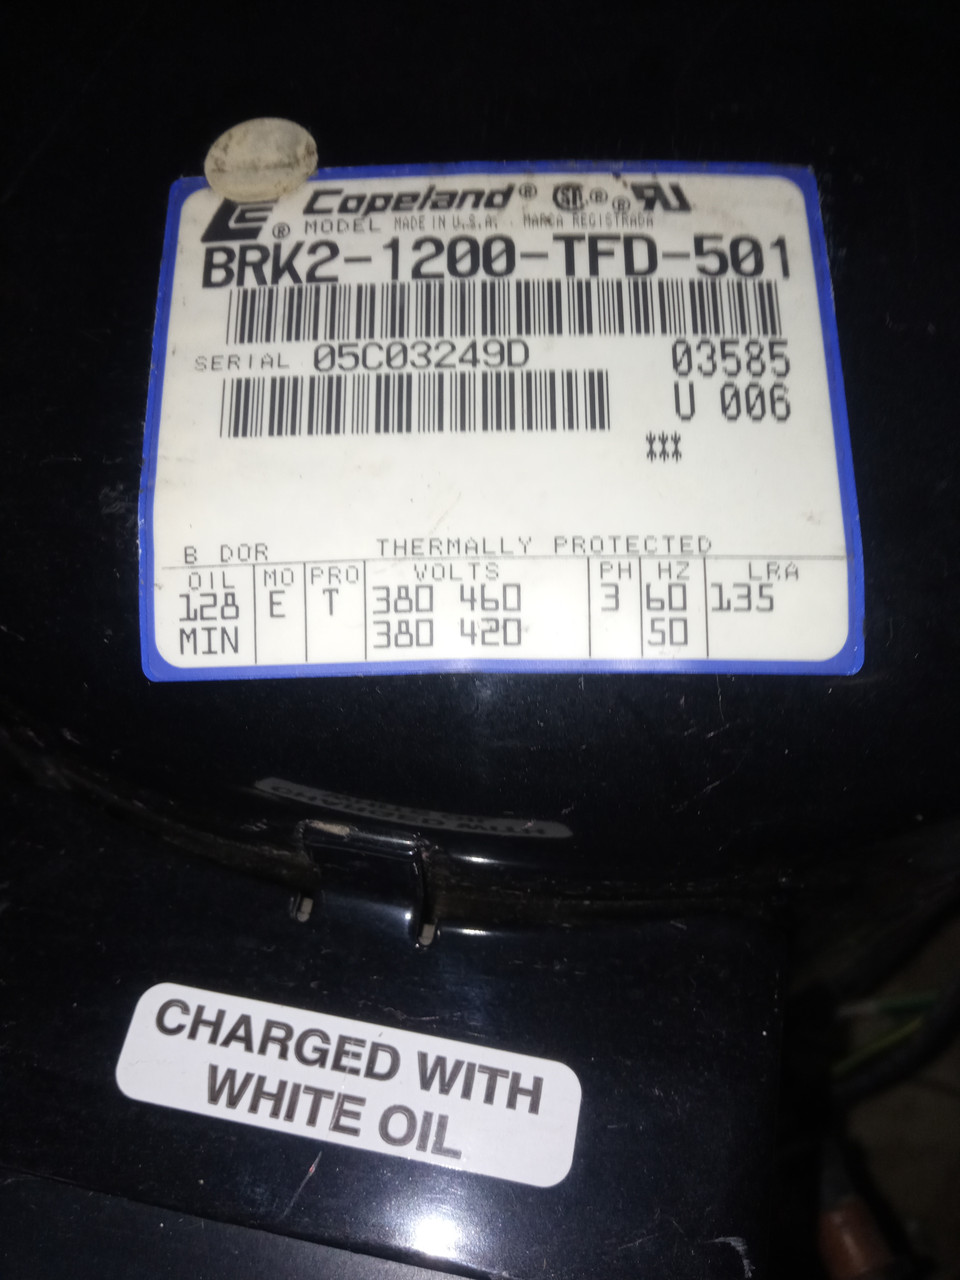 Copeland®
® MODEL MADE IN U.S.A. MARCA REGISTRADA
BRK2-1200-TFD-501
SERIAL 05C03249D 03585
U 006
***
B DOR THERMALLY PROTECTED
OIL MO PRO VOLTS PH HZ LRA
128 E T 380 460 3 60 135
MIN 380 420 50
CHARGED WITH
WHITE OIL